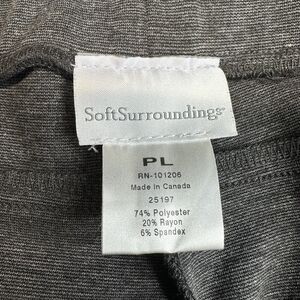 SoftSurroundings®
PL
RN-101206
Made in Canada
25197
74% Polyester
20% Rayon
6% Spandex